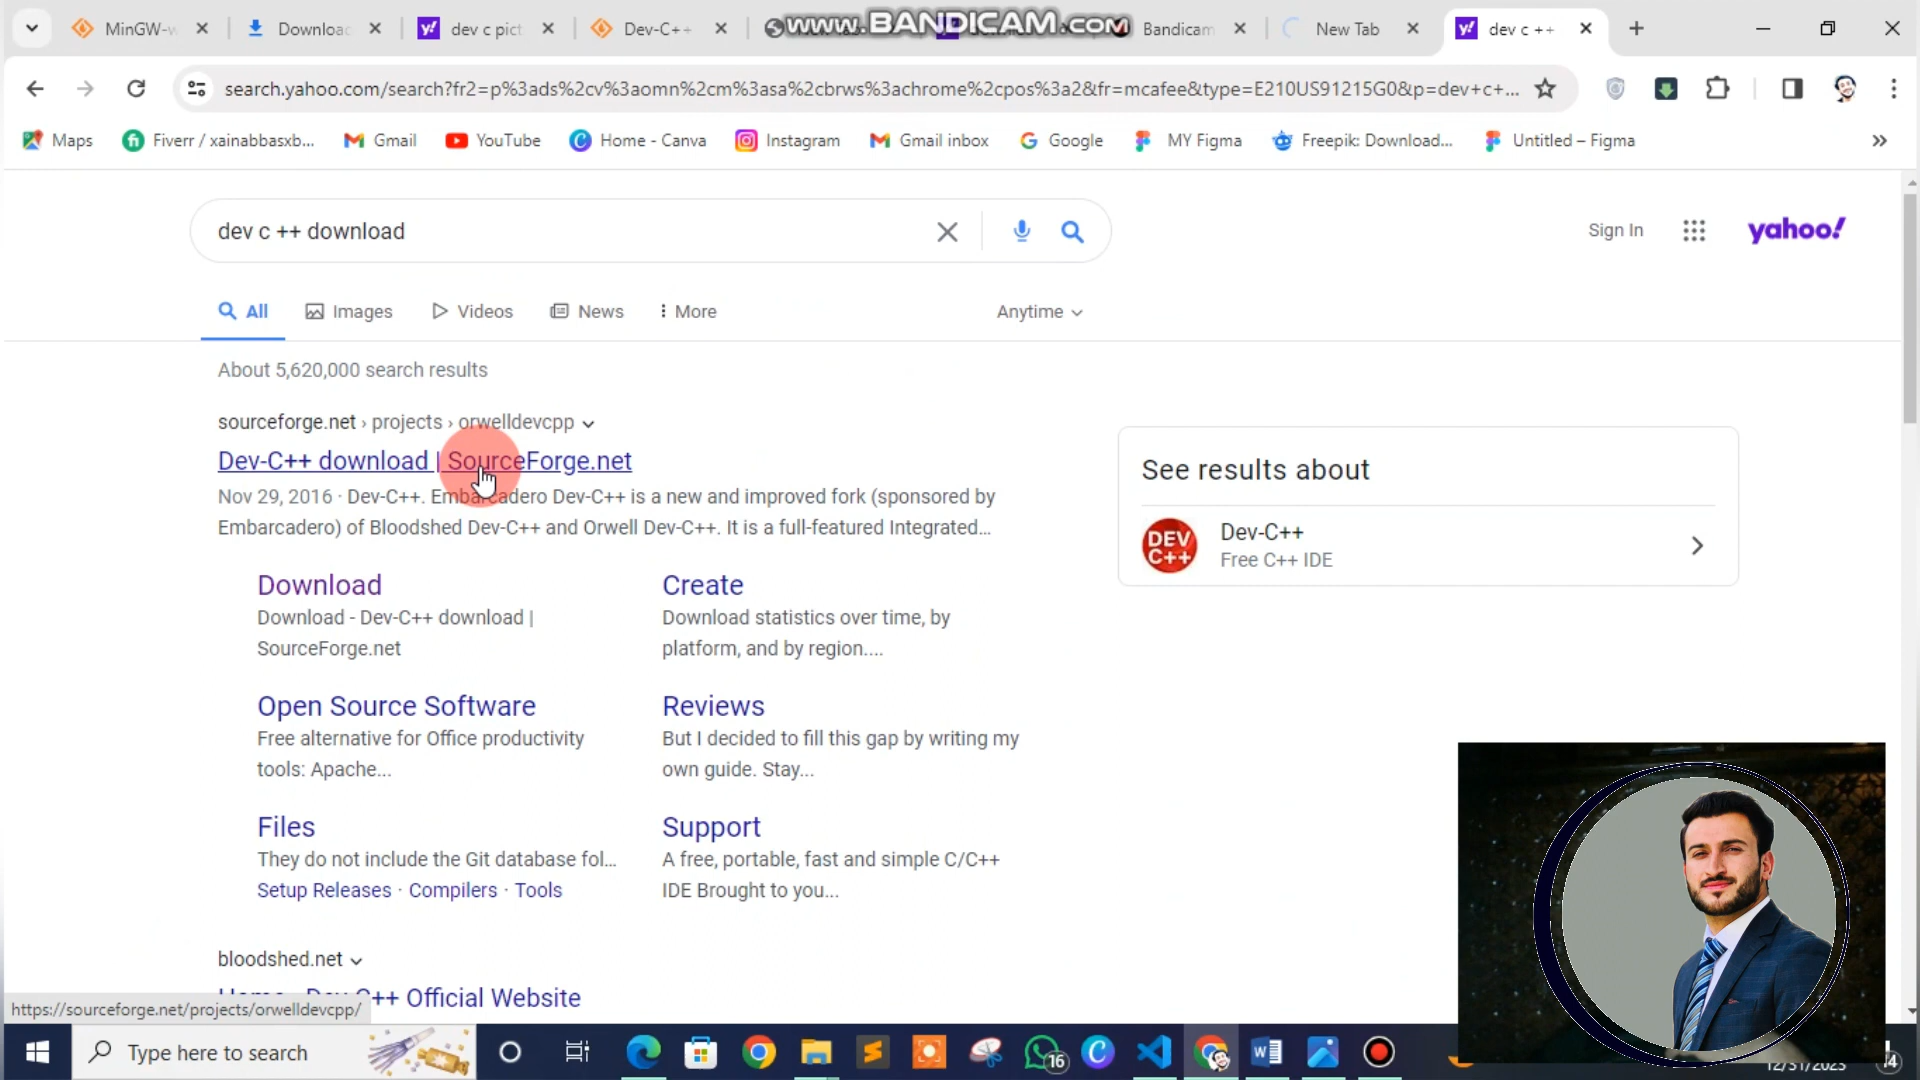 MinGW-w
Download
dev c pict
Dev-C++
www.BANDICAM.com
Bandicam
New Tab
dev c ++
search.yahoo.com/search?fr2=p%3ads%2cv%3aomn%2cm%3asa%2cbrws%3achrome%2cpos%3a2&fr=mcafee&type=E210US91215G0&p=dev+c+...
Maps
Fiverr / xainabbasxb...
Gmail
YouTube
Home - Canva
Instagram
Gmail inbox
Google
MY Figma
Freepik: Download...
Untitled – Figma
dev c ++ download
Sign In
yahoo!
All
Images
Videos
News
More
Anytime
About 5,620,000 search results
sourceforge.net › projects › orwelldevcpp
Dev-C++ download | SourceForge.net
Nov 29, 2016 · Dev-C++. Embarcadero Dev-C++ is a new and improved fork (sponsored by
Embarcadero) of Bloodshed Dev-C++ and Orwell Dev-C++. It is a full-featured Integrated...
See results about
DEV C++
Dev-C++
Free C++ IDE
Download
Download - Dev-C++ download |
SourceForge.net
Create
Download statistics over time, by
platform, and by region....
Open Source Software
Free alternative for Office productivity
tools: Apache...
Reviews
But I decided to fill this gap by writing my
own guide. Stay...
Files
They do not include the Git database fol...
Setup Releases · Compilers · Tools
Support
A free, portable, fast and simple C/C++
IDE Brought to you...
bloodshed.net
Home - Dev C++ Official Website
https://sourceforge.net/projects/orwelldevcpp/
Type here to search
16
12/31/2023